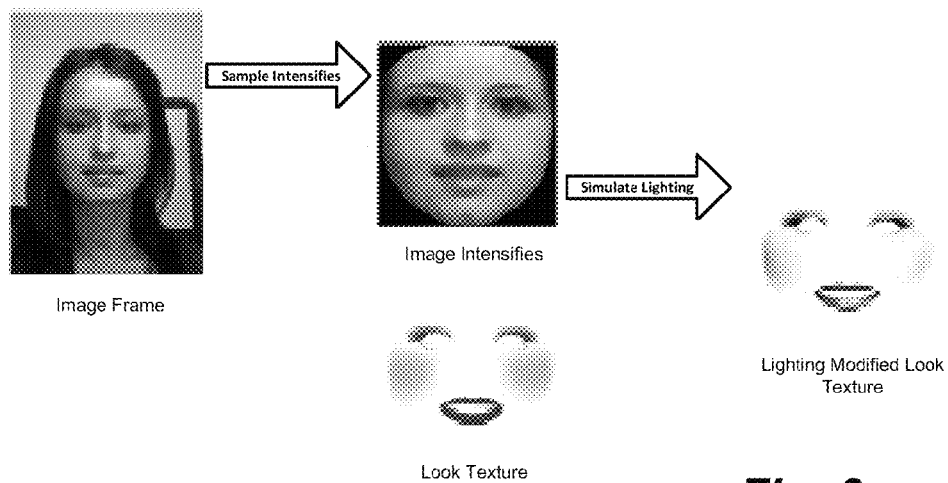 Sample Intensifies
Image Intensifies
Simulate Lighting
Image Frame
Lighting Modified Look
Texture
Look Texture